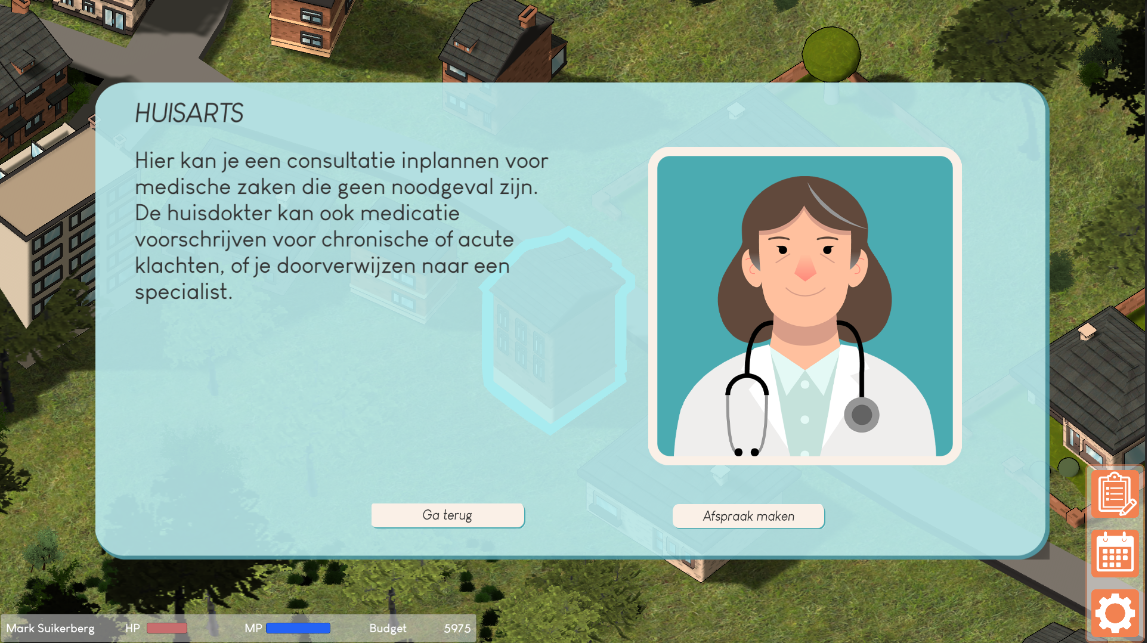 HUISARTS
Hier kan je een consultatie inplannen voor
medische zaken die geen noodgeval zijn.
De huisdokter kan ook medicatie
voorschrijven voor chronische of acute
klachten, of je doorverwijzen naar een
specialist.
Ga terug
Afspraak maken
Mark Suikerberg HP MP Budget 5975